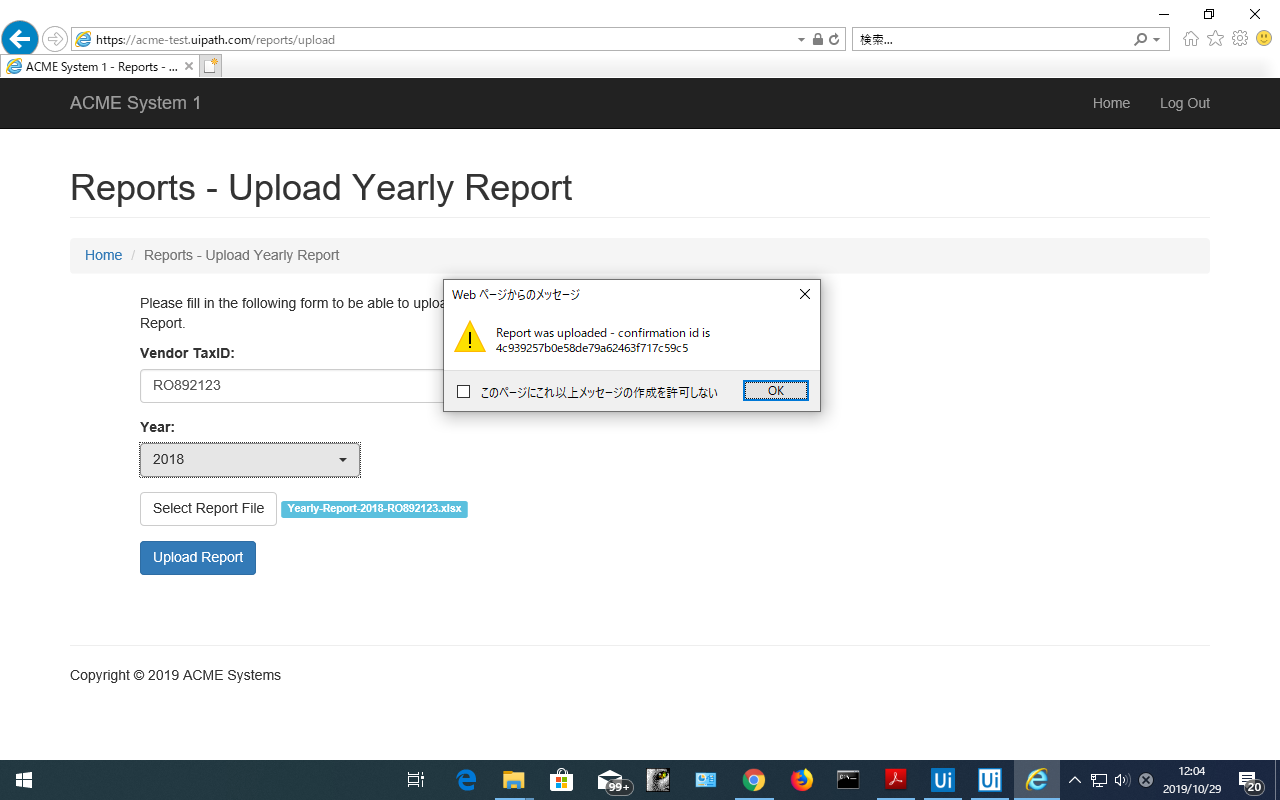 https://acme-test.uipath.com/reports/upload
検索...
ACME System 1 - Reports - ...
ACME System 1
Home
Log Out
Reports - Upload Yearly Report
Home / Reports - Upload Yearly Report
Please fill in the following form to be able to uploa
Report.
Vendor TaxID:
RO892123
Year:
2018
Select Report File
Yearly-Report-2018-RO892123.xlsx
Upload Report
Web ページからのメッセージ
Report was uploaded - confirmation id is
4c939257b0e58de79a62463f717c59c5
このページにこれ以上メッセージの作成を許可しない
OK
Copyright © 2019 ACME Systems
99+
Ui
Ui
12:04
2019/10/29
20